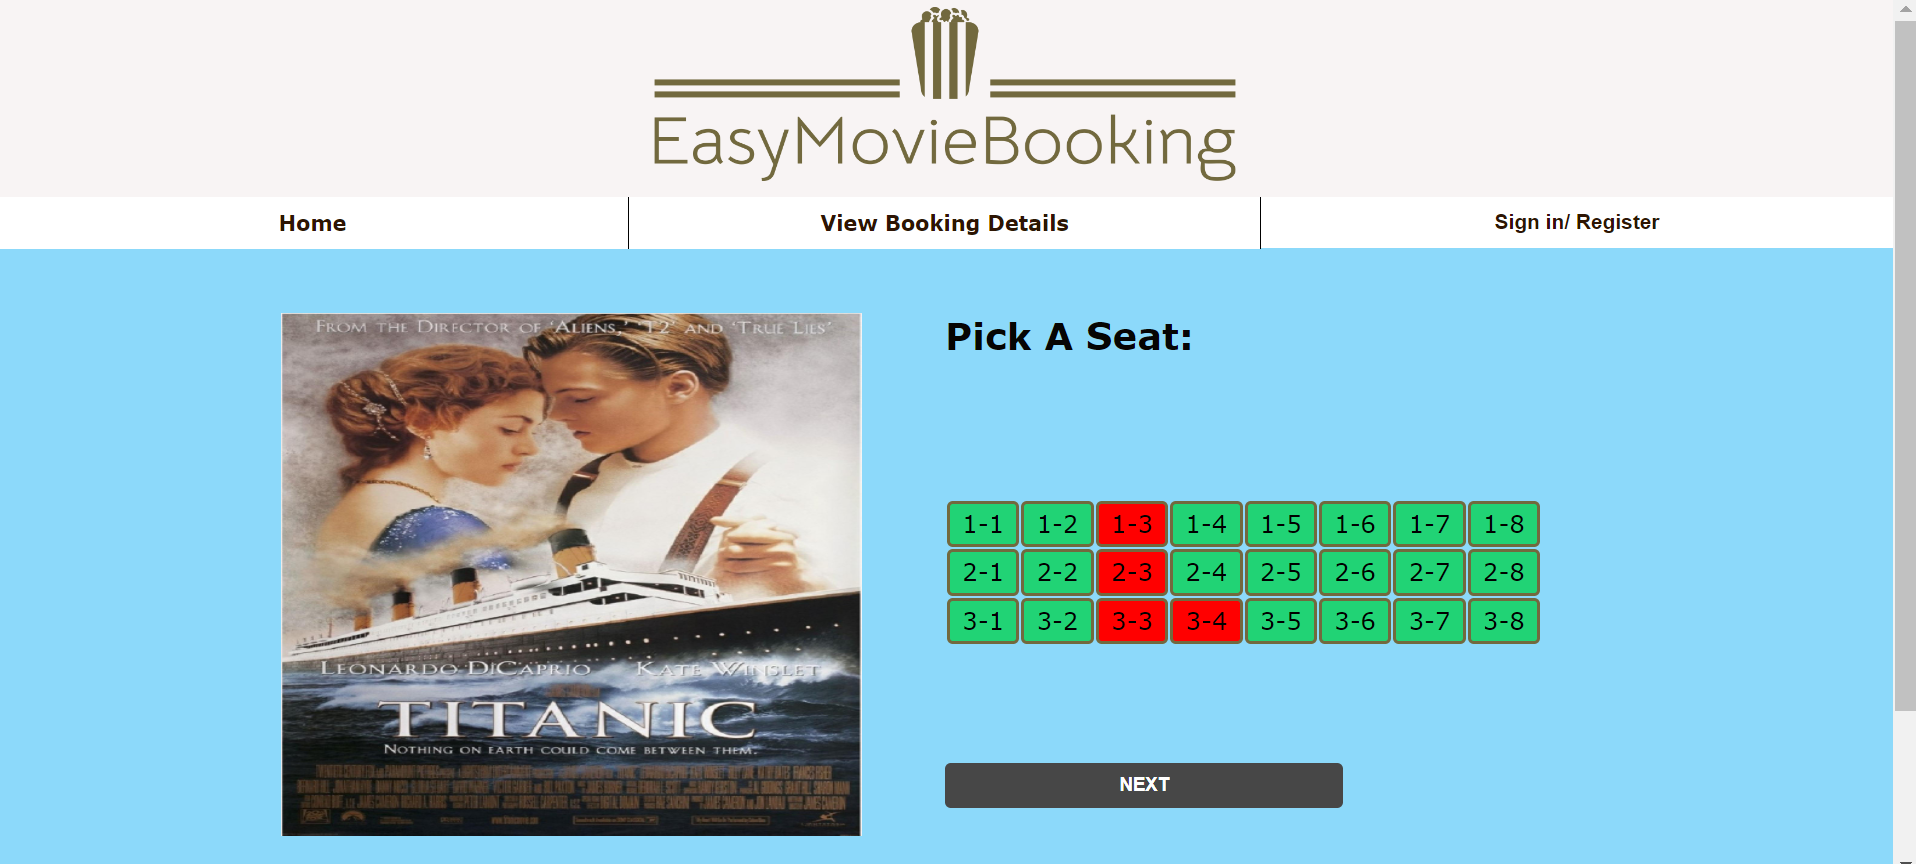 EasyMovieBooking
Home
View Booking Details
Sign in/ Register
FROM THE DIRECTOR OF 'ALIENS,' 'T2' AND 'TRUE LIES'
LEONARDO DICAPRIO KATE WINSLET
TITANIC
NOTHING ON EARTH COULD COME BETWEEN THEM.
Pick A Seat:
1-1 1-2 1-3 1-4 1-5 1-6 1-7 1-8
2-1 2-2 2-3 2-4 2-5 2-6 2-7 2-8
3-1 3-2 3-3 3-4 3-5 3-6 3-7 3-8
NEXT